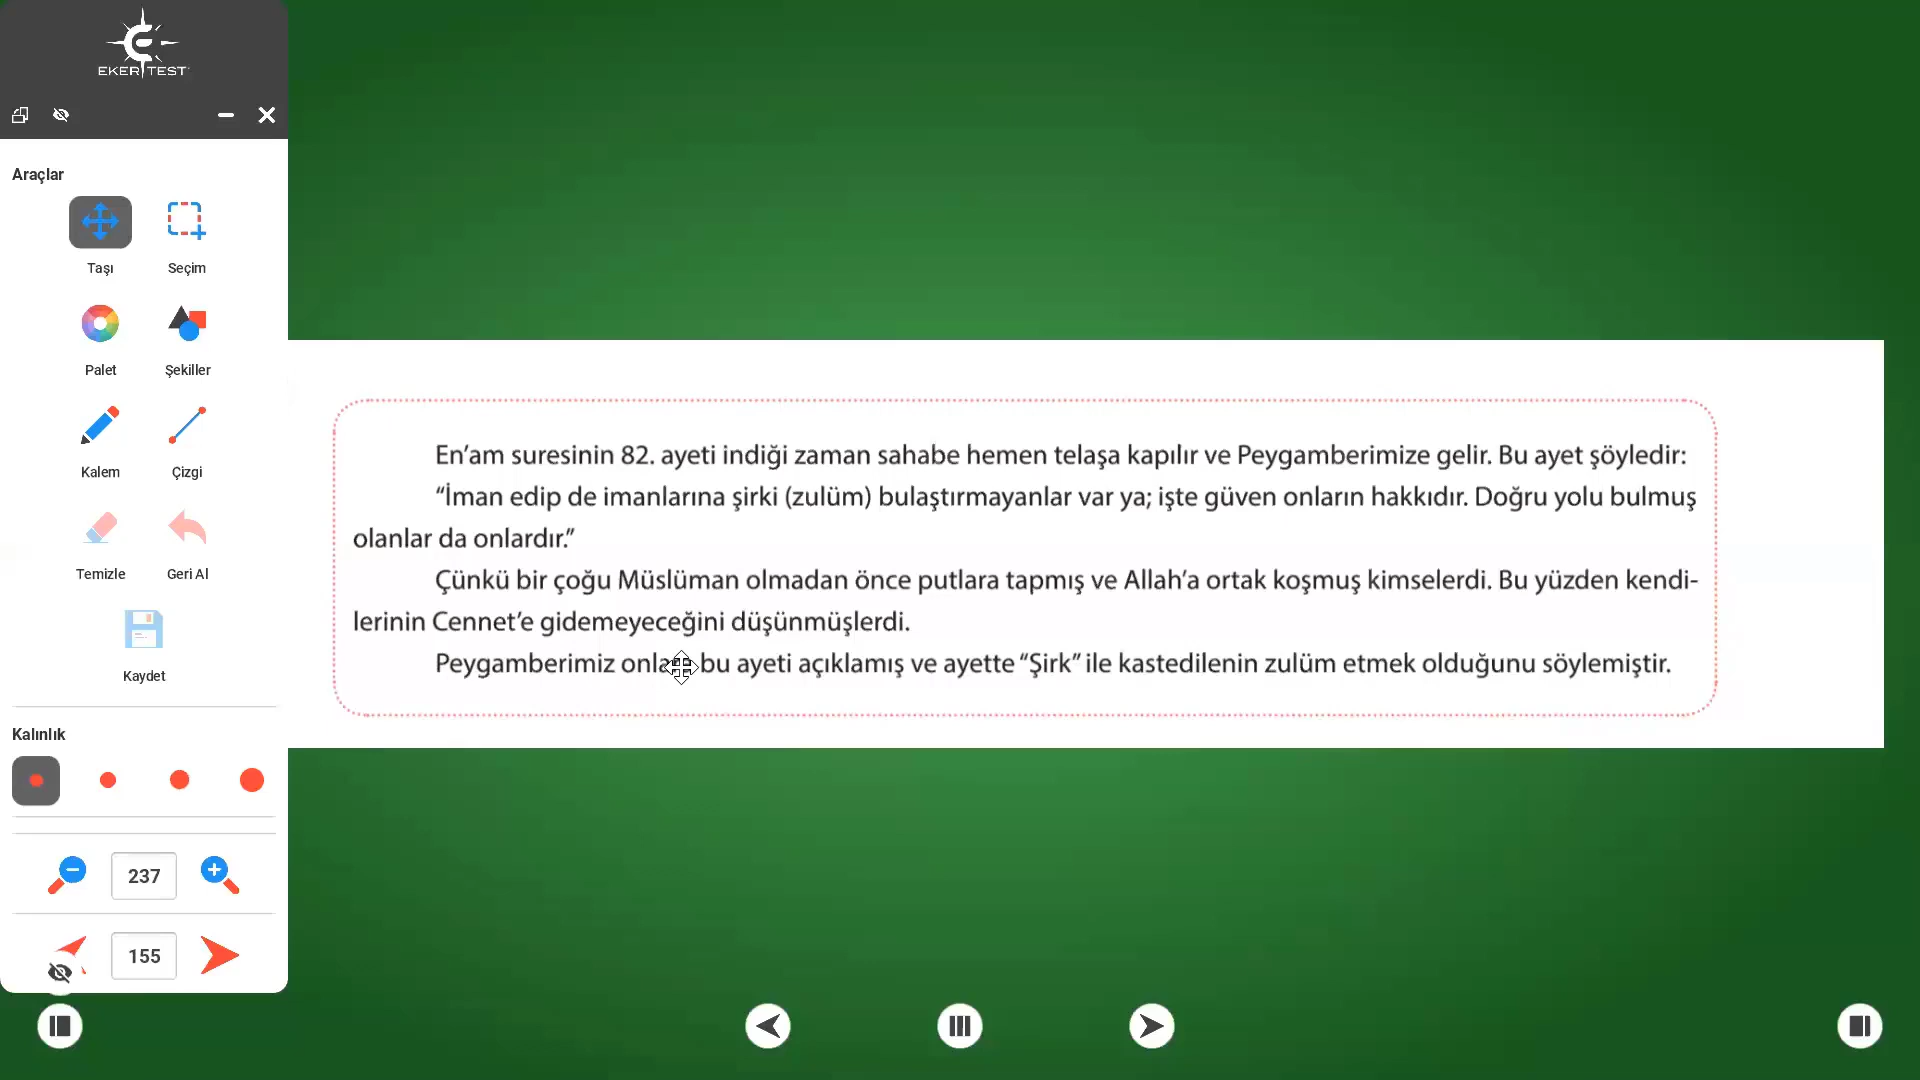 EKER TEST
Araçlar
Taşı
Seçim
Palet
Şekiller
Kalem
Çizgi
Temizle
Geri Al
Kaydet
Kalınlık
237
155
En’am suresinin 82. ayeti indiği zaman sahabe hemen telaşa kapılır ve Peygamberimize gelir. Bu ayet şöyledir:
“İman edip de imanlarına şirki (zulüm) bulaştırmayanlar var ya; işte güven onların hakkıdır. Doğru yolu bulmuş
olanlar da onlardır.”
Çünkü bir çoğu Müslüman olmadan önce putlara tapmış ve Allah’a ortak koşmuş kimselerdi. Bu yüzden kendi-
lerinin Cennet’e gidemeyeceğini düşünmüşlerdi.
Peygamberimiz bu ayeti açıklamış ve ayette “Şirk” ile kastedilenin zulüm etmek olduğunu söylemiştir.